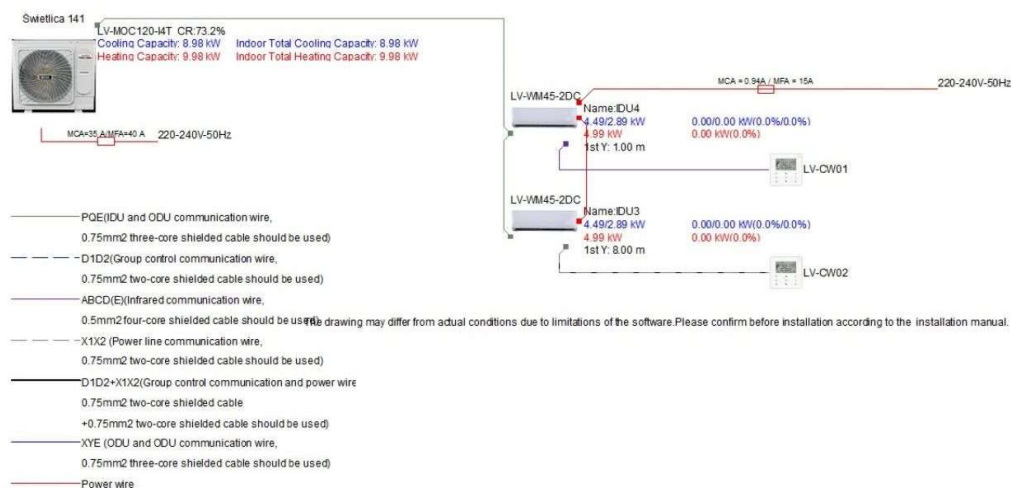 Świetlica 141
LV-MOC120-I4T CR:73.2%
Cooling Capacity: 8.98 kW Indoor Total Cooling Capacity: 8.98 kW
Heating Capacity: 9.98 kW Indoor Total Heating Capacity: 9.98 kW
MCA=35 A/MFA=40 A 220-240V-50Hz
MCA = 0.94A / MFA = 15A 220-240V-50Hz
LV-WM45-2DC
Name:IDU4
4.49/2.89 kW 0.00/0.00 kW(0.0%/0.0%)
4.99 kW 0.00 kW(0.0%)
1st Y: 1.00 m
LV-CW01
LV-WM45-2DC
Name:IDU3
4.49/2.89 kW 0.00/0.00 kW(0.0%/0.0%)
4.99 kW 0.00 kW(0.0%)
1st Y: 8.00 m
LV-CW02
PQE(IDU and ODU communication wire,
0.75mm2 three-core shielded cable should be used)
D1D2(Group control communication wire,
0.75mm2 two-core shielded cable should be used)
ABCD(E)(Infrared communication wire,
0.5mm2 four-core shielded cable should be used)
The drawing may differ from actual conditions due to limitations of the software.Please confirm before installation according to the installation manual.
X1X2 (Power line communication wire,
0.75mm2 two-core shielded cable should be used)
D1D2+X1X2(Group control communication and power wire
0.75mm2 two-core shielded cable
+0.75mm2 two-core shielded cable should be used)
XYE (ODU and ODU communication wire,
0.75mm2 three-core shielded cable should be used)
Power wire